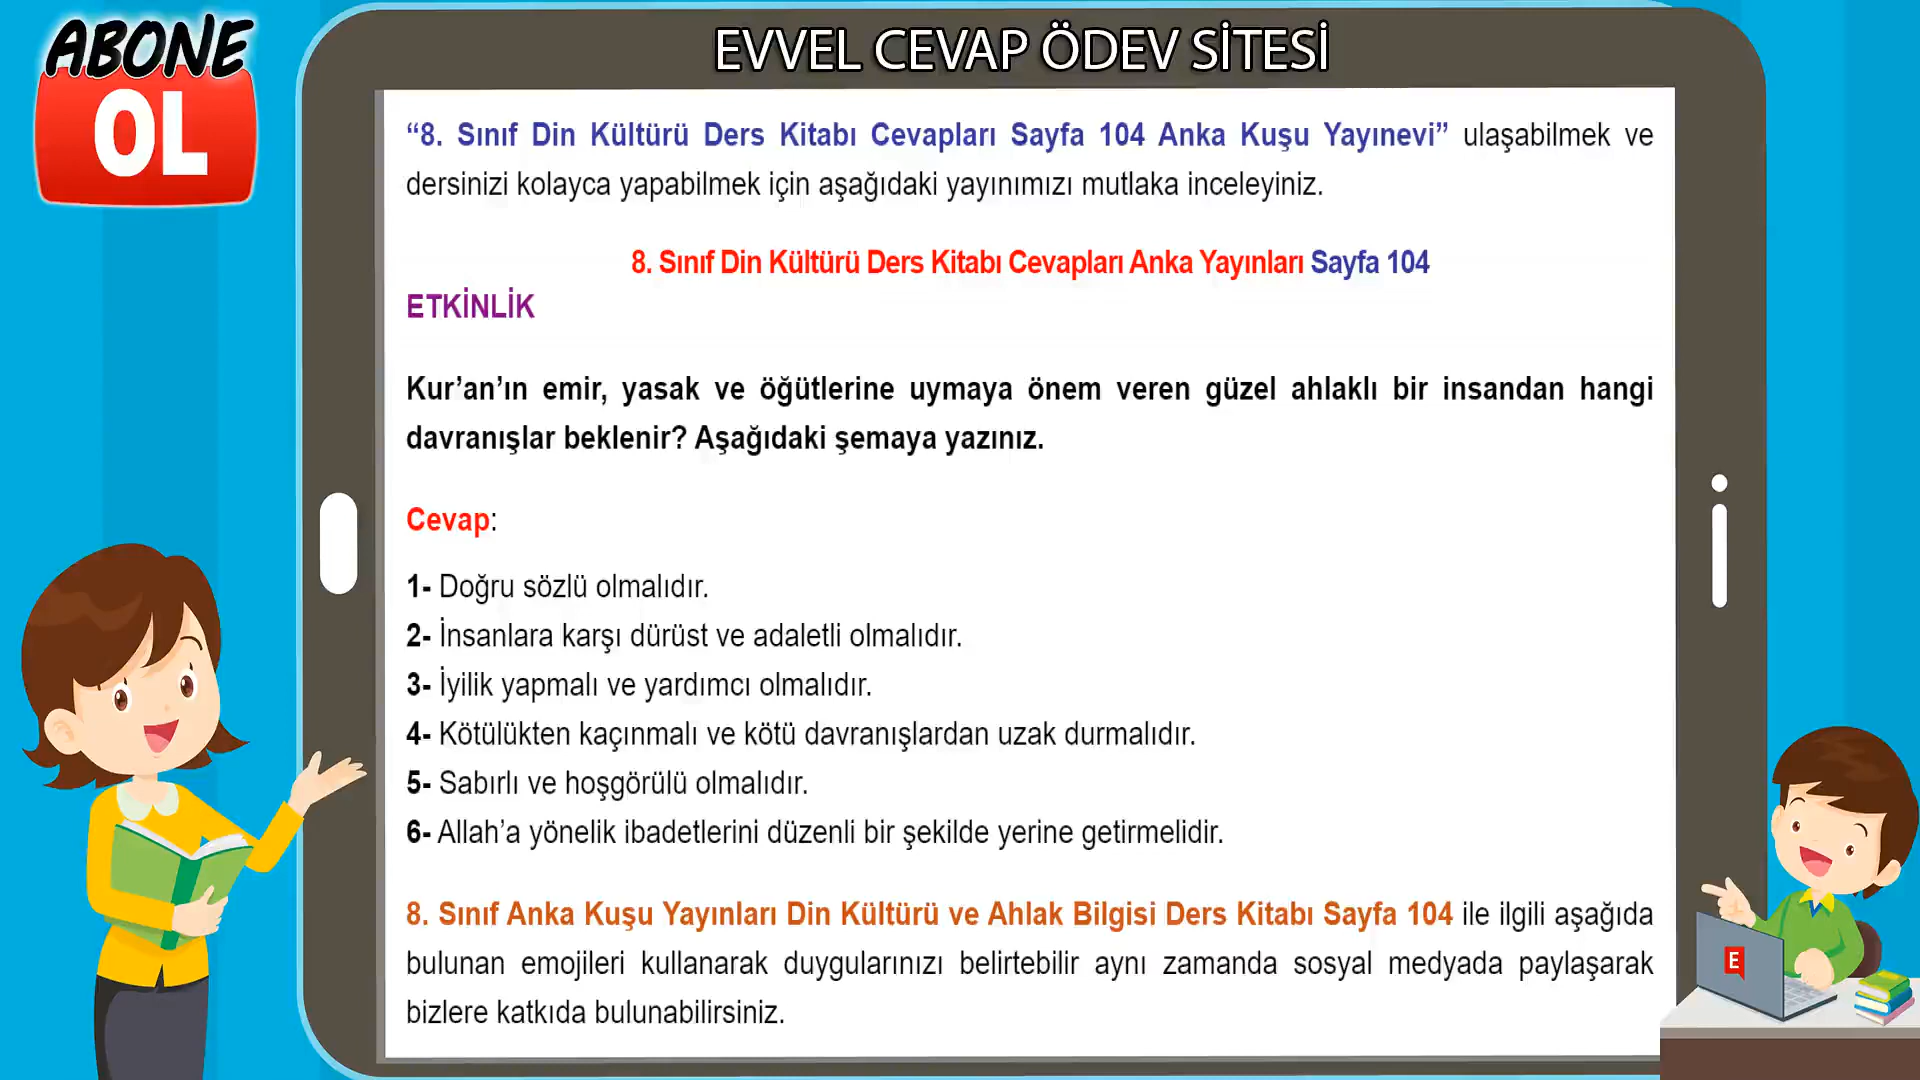 ABONE
OL
EVVEL CEVAP ÖDEV SİTESİ
“8. Sınıf Din Kültürü Ders Kitabı Cevapları Sayfa 104 Anka Kuşu Yayınevi” ulaşabilmek ve
dersinizi kolayca yapabilmek için aşağıdaki yayınımızı mutlaka inceleyiniz.
8. Sınıf Din Kültürü Ders Kitabı Cevapları Anka Yayınları Sayfa 104
ETKİNLİK
Kur’an’ın emir, yasak ve öğütlerine uymaya önem veren güzel ahlaklı bir insandan hangi
davranışlar beklenir? Aşağıdaki şemaya yazınız.
Cevap:
1- Doğru sözlü olmalıdır.
2- İnsanlara karşı dürüst ve adaletli olmalıdır.
3- İyilik yapmalı ve yardımcı olmalıdır.
4- Kötülükten kaçınmalı ve kötü davranışlardan uzak durmalıdır.
5- Sabırlı ve hoşgörülü olmalıdır.
6- Allah’a yönelik ibadetlerini düzenli bir şekilde yerine getirmelidir.
8. Sınıf Anka Kuşu Yayınları Din Kültürü ve Ahlak Bilgisi Ders Kitabı Sayfa 104 ile ilgili aşağıda
bulunan emojileri kullanarak duygularınızı belirtebilir aynı zamanda sosyal medyada paylaşarak
bizlere katkıda bulunabilirsiniz.
E